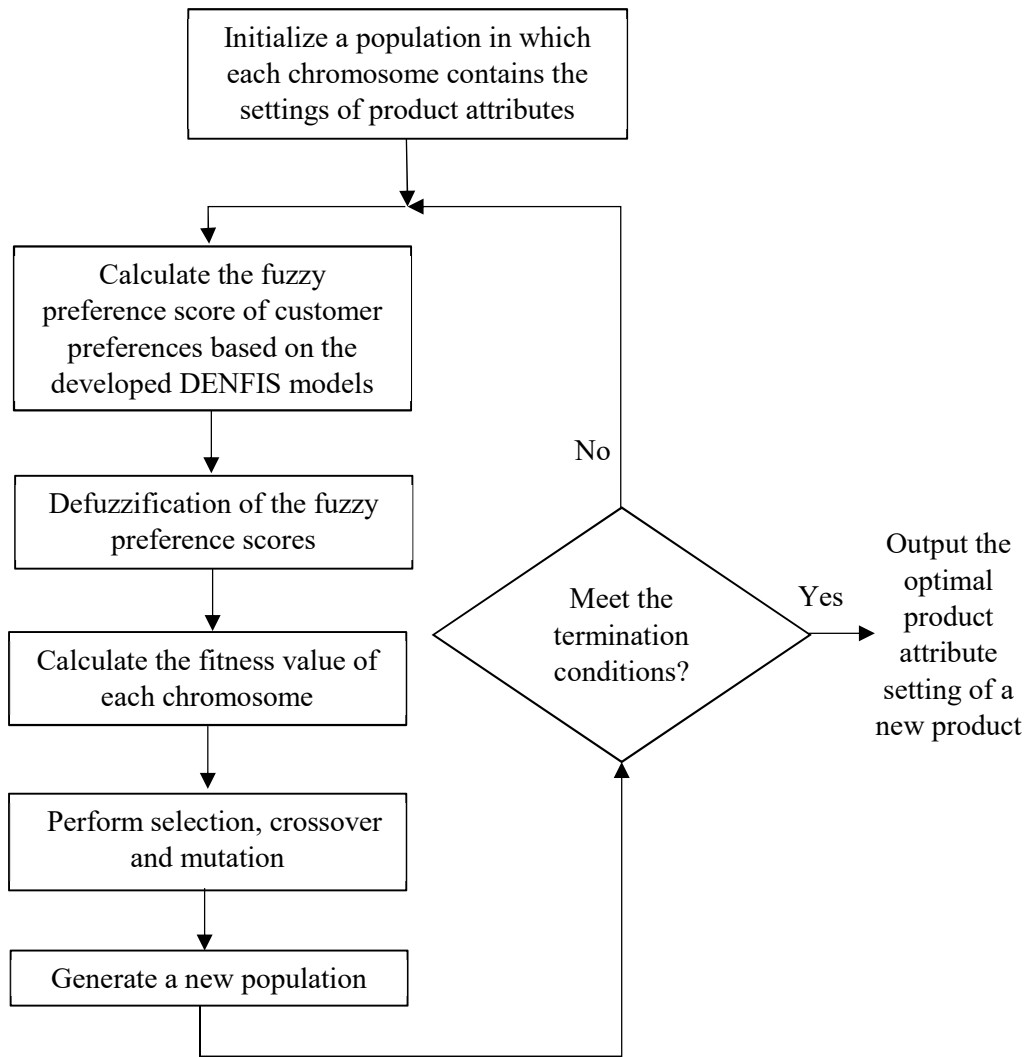 Initialize a population in which
each chromosome contains the
settings of product attributes
Calculate the fuzzy
preference score of customer
preferences based on the
developed DENFIS models
Defuzzification of the fuzzy
preference scores
Calculate the fitness value of
each chromosome
Perform selection, crossover
and mutation
Generate a new population
No
Meet the
termination
conditions?
Yes
Output the
optimal
product
attribute
setting of a
new product